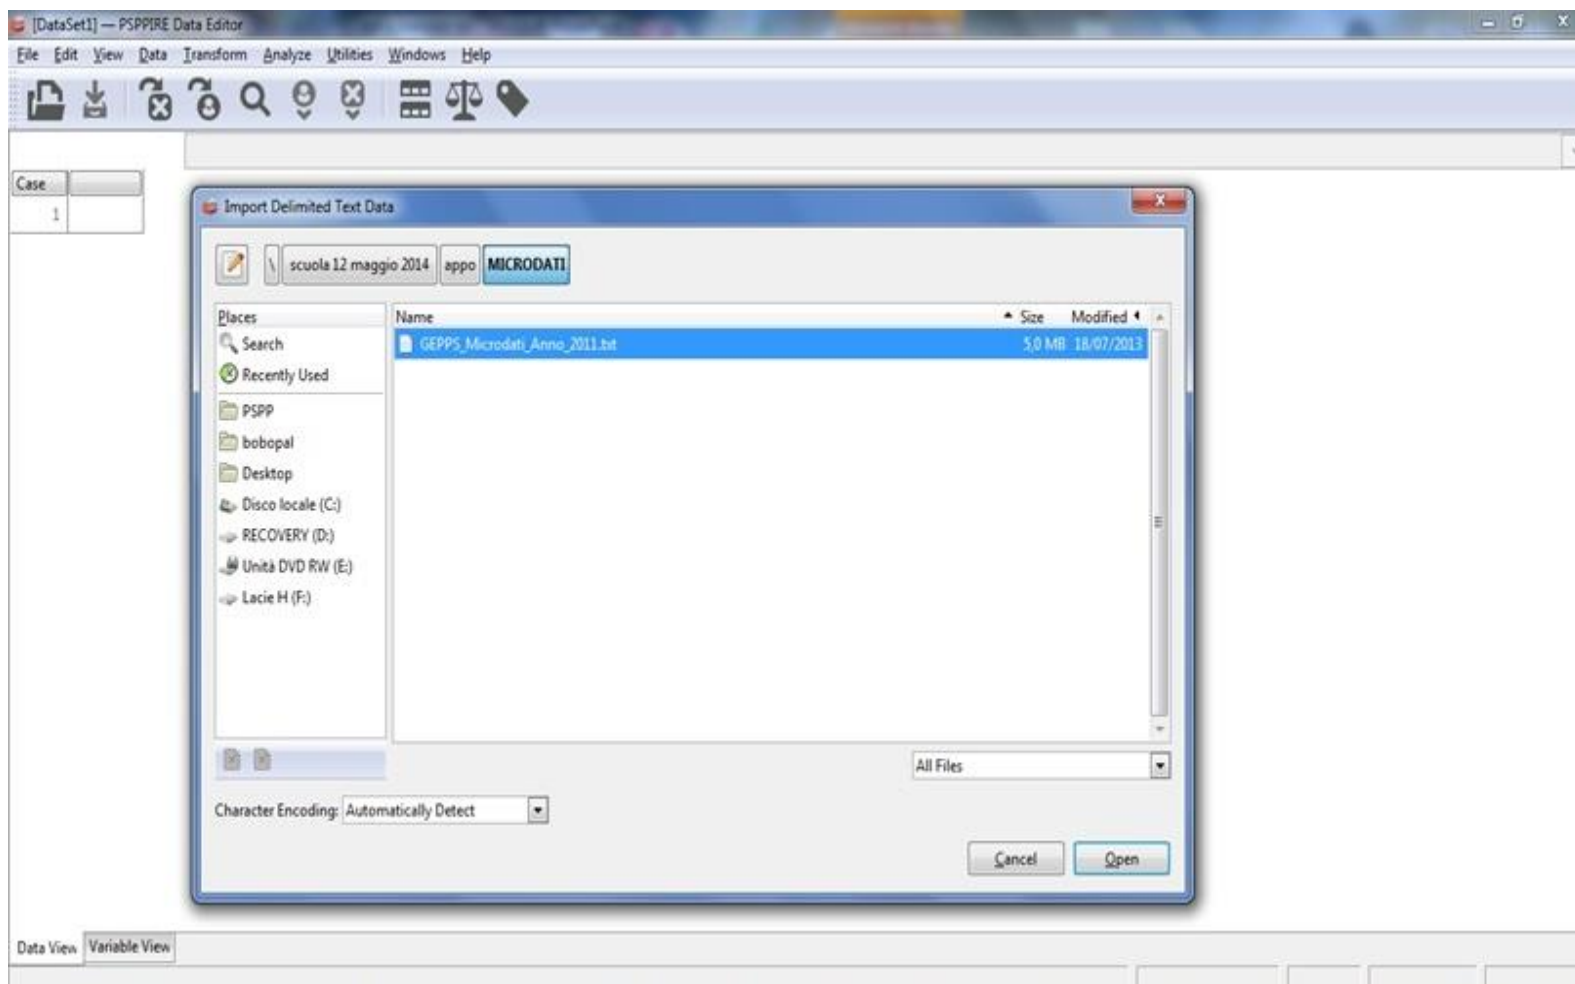 [DataSet1] — PSPPIRE Data Editor
File Edit View Data Transform Analyze Utilities Windows Help
Case
1
Import Delimited Text Data
\ scuola 12 maggio 2014 appo MICRODATI
Places Name Size Modified
Search GEPPS_Microdati_Anno_2011.txt 5,0 MB 18/07/2013
Recently Used
PSPP
bobopal
Desktop
Disco locale (C:)
RECOVERY (D:)
Unità DVD RW (E:)
Lacie H (F:)
All Files
Character Encoding: Automatically Detect
Cancel Open
Data View Variable View